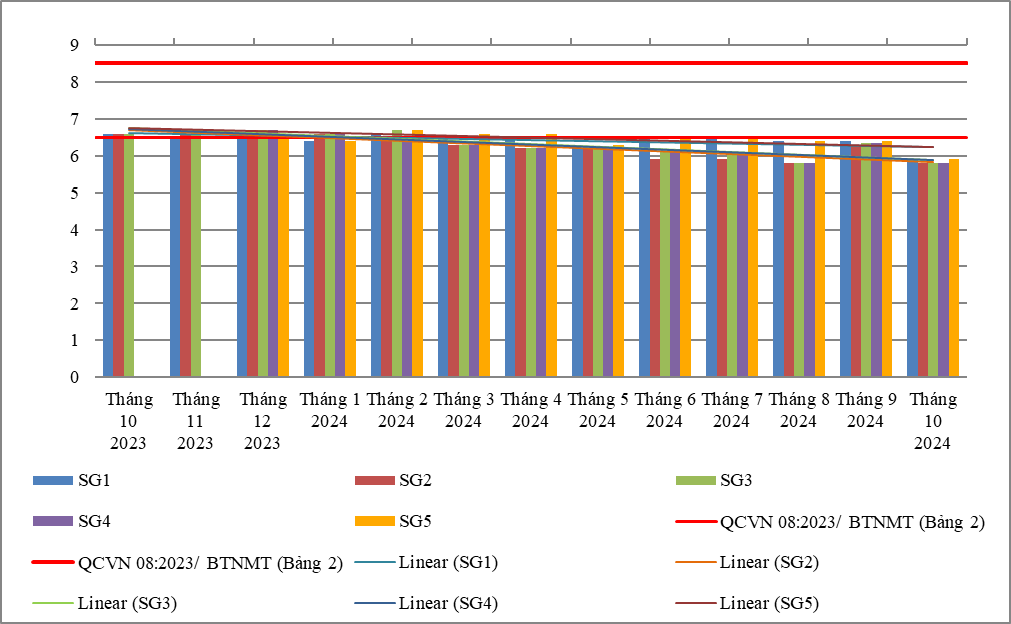 9
8
7
6
5
4
3
2
1
0
Tháng 10 2023
Tháng 11 2023
Tháng 12 2023
Tháng 1 2024
Tháng 2 2024
Tháng 3 2024
Tháng 4 2024
Tháng 5 2024
Tháng 6 2024
Tháng 7 2024
Tháng 8 2024
Tháng 9 2024
Tháng 10 2024
SG1
SG2
SG3
SG4
SG5
QCVN 08:2023/ BTNMT (Bảng 2)
QCVN 08:2023/ BTNMT (Bảng 2)
Linear (SG1)
Linear (SG2)
Linear (SG3)
Linear (SG4)
Linear (SG5)